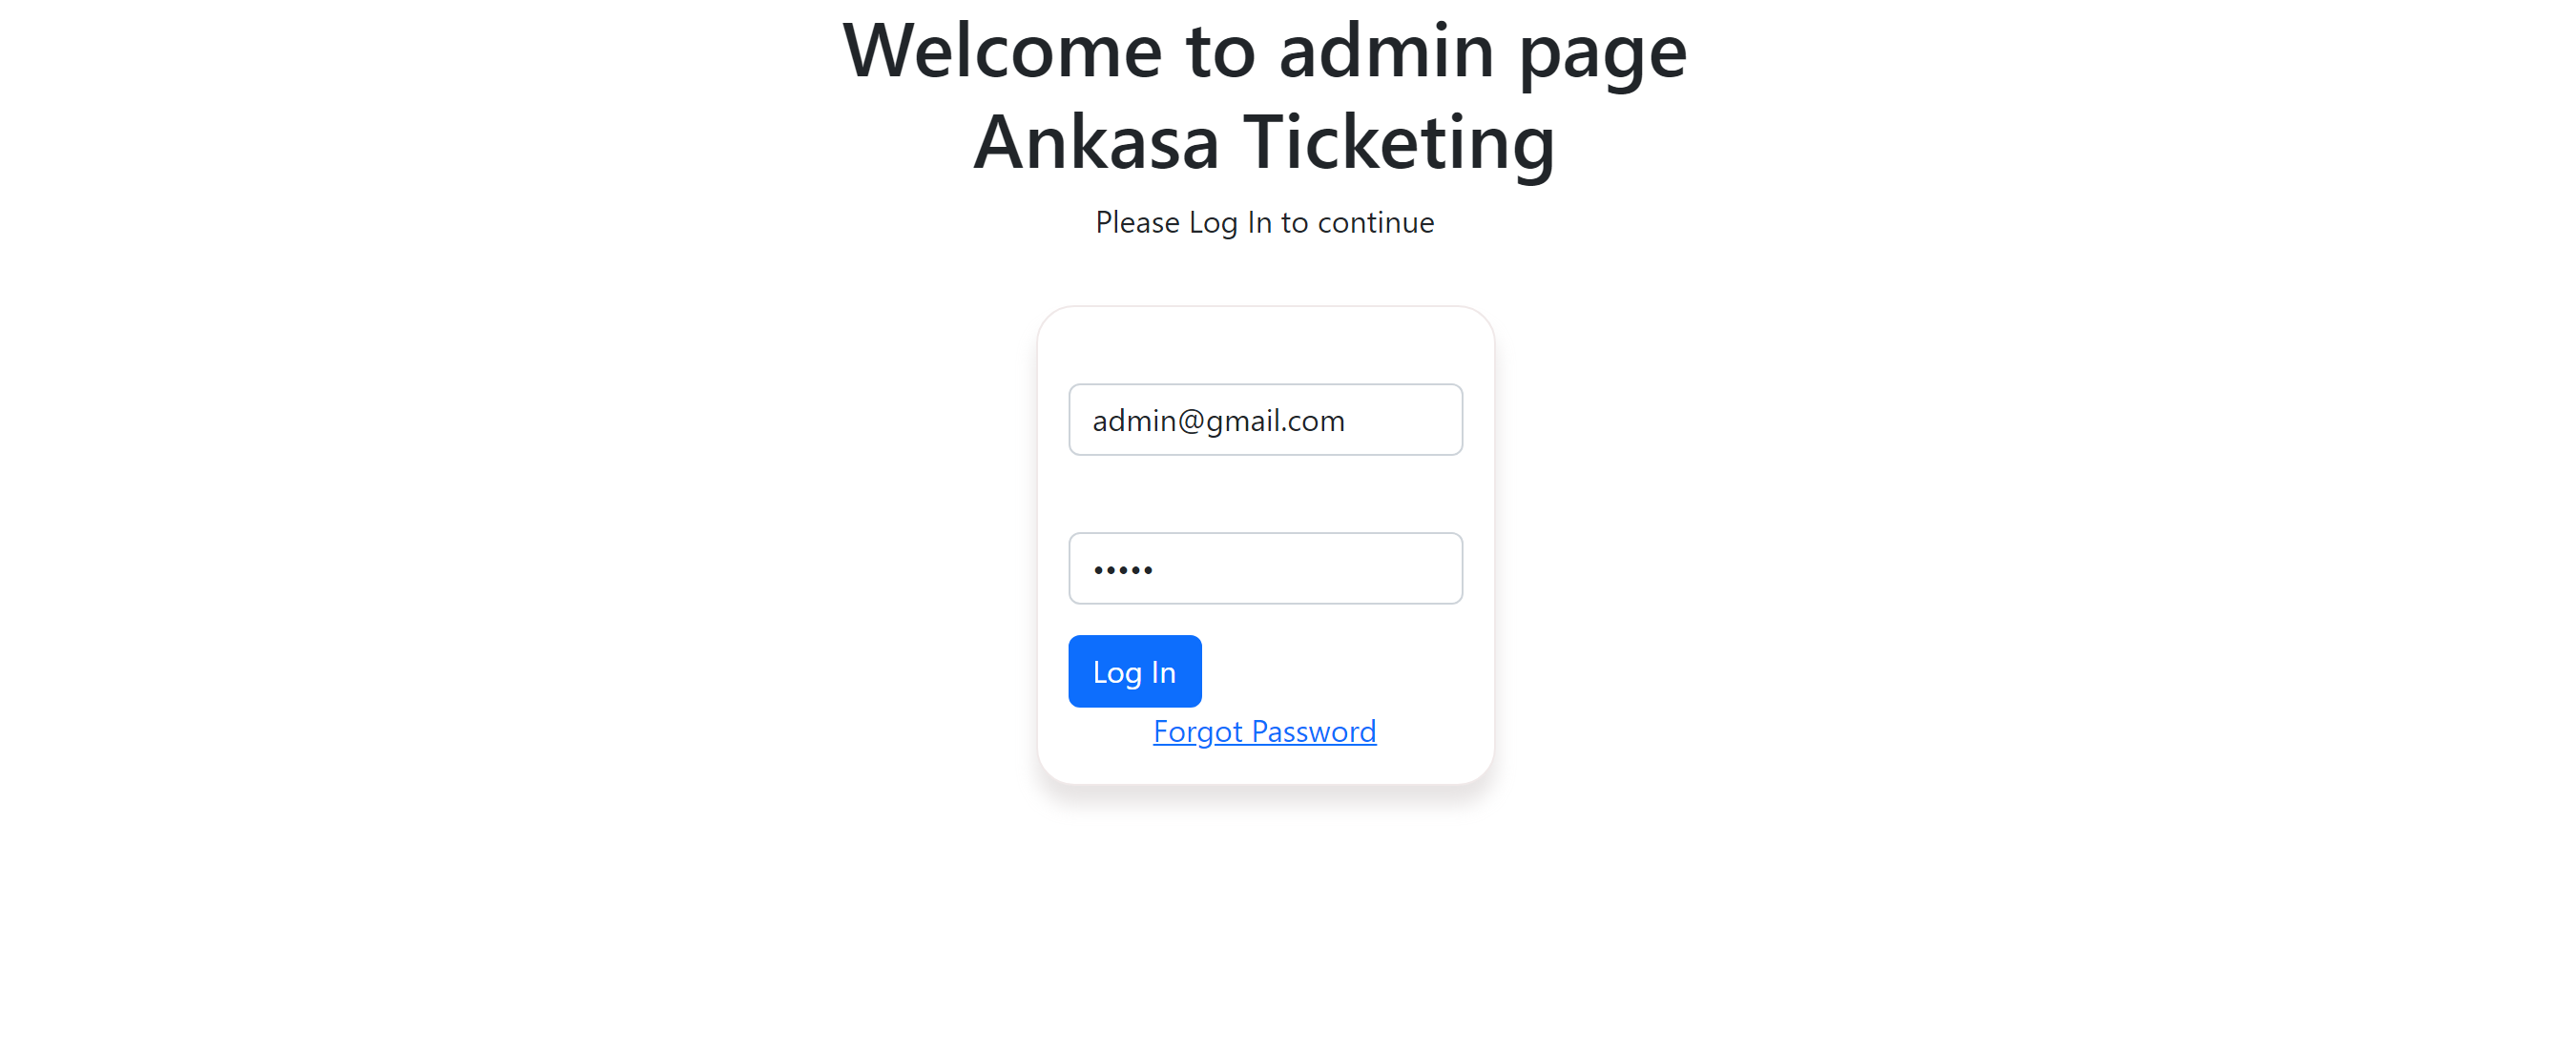 Welcome to admin page
Ankasa Ticketing
Please Log In to continue
admin@gmail.com
•••••
Log In
Forgot Password